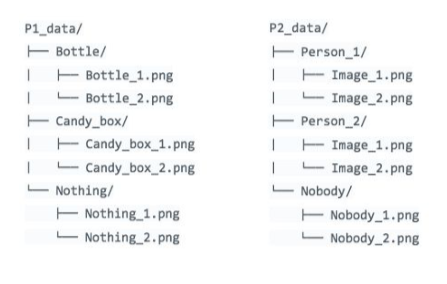 P1_data/
├── Bottle/
|   ├── Bottle_1.png
|   └── Bottle_2.png
├── Candy_box/
|   ├── Candy_box_1.png
|   └── Candy_box_2.png
└── Nothing/
    ├── Nothing_1.png
    └── Nothing_2.png
P2_data/
├── Person_1/
|   ├── Image_1.png
|   └── Image_2.png
├── Person_2/
|   ├── Image_1.png
|   └── Image_2.png
└── Nobody/
    ├── Nobody_1.png
    └── Nobody_2.png